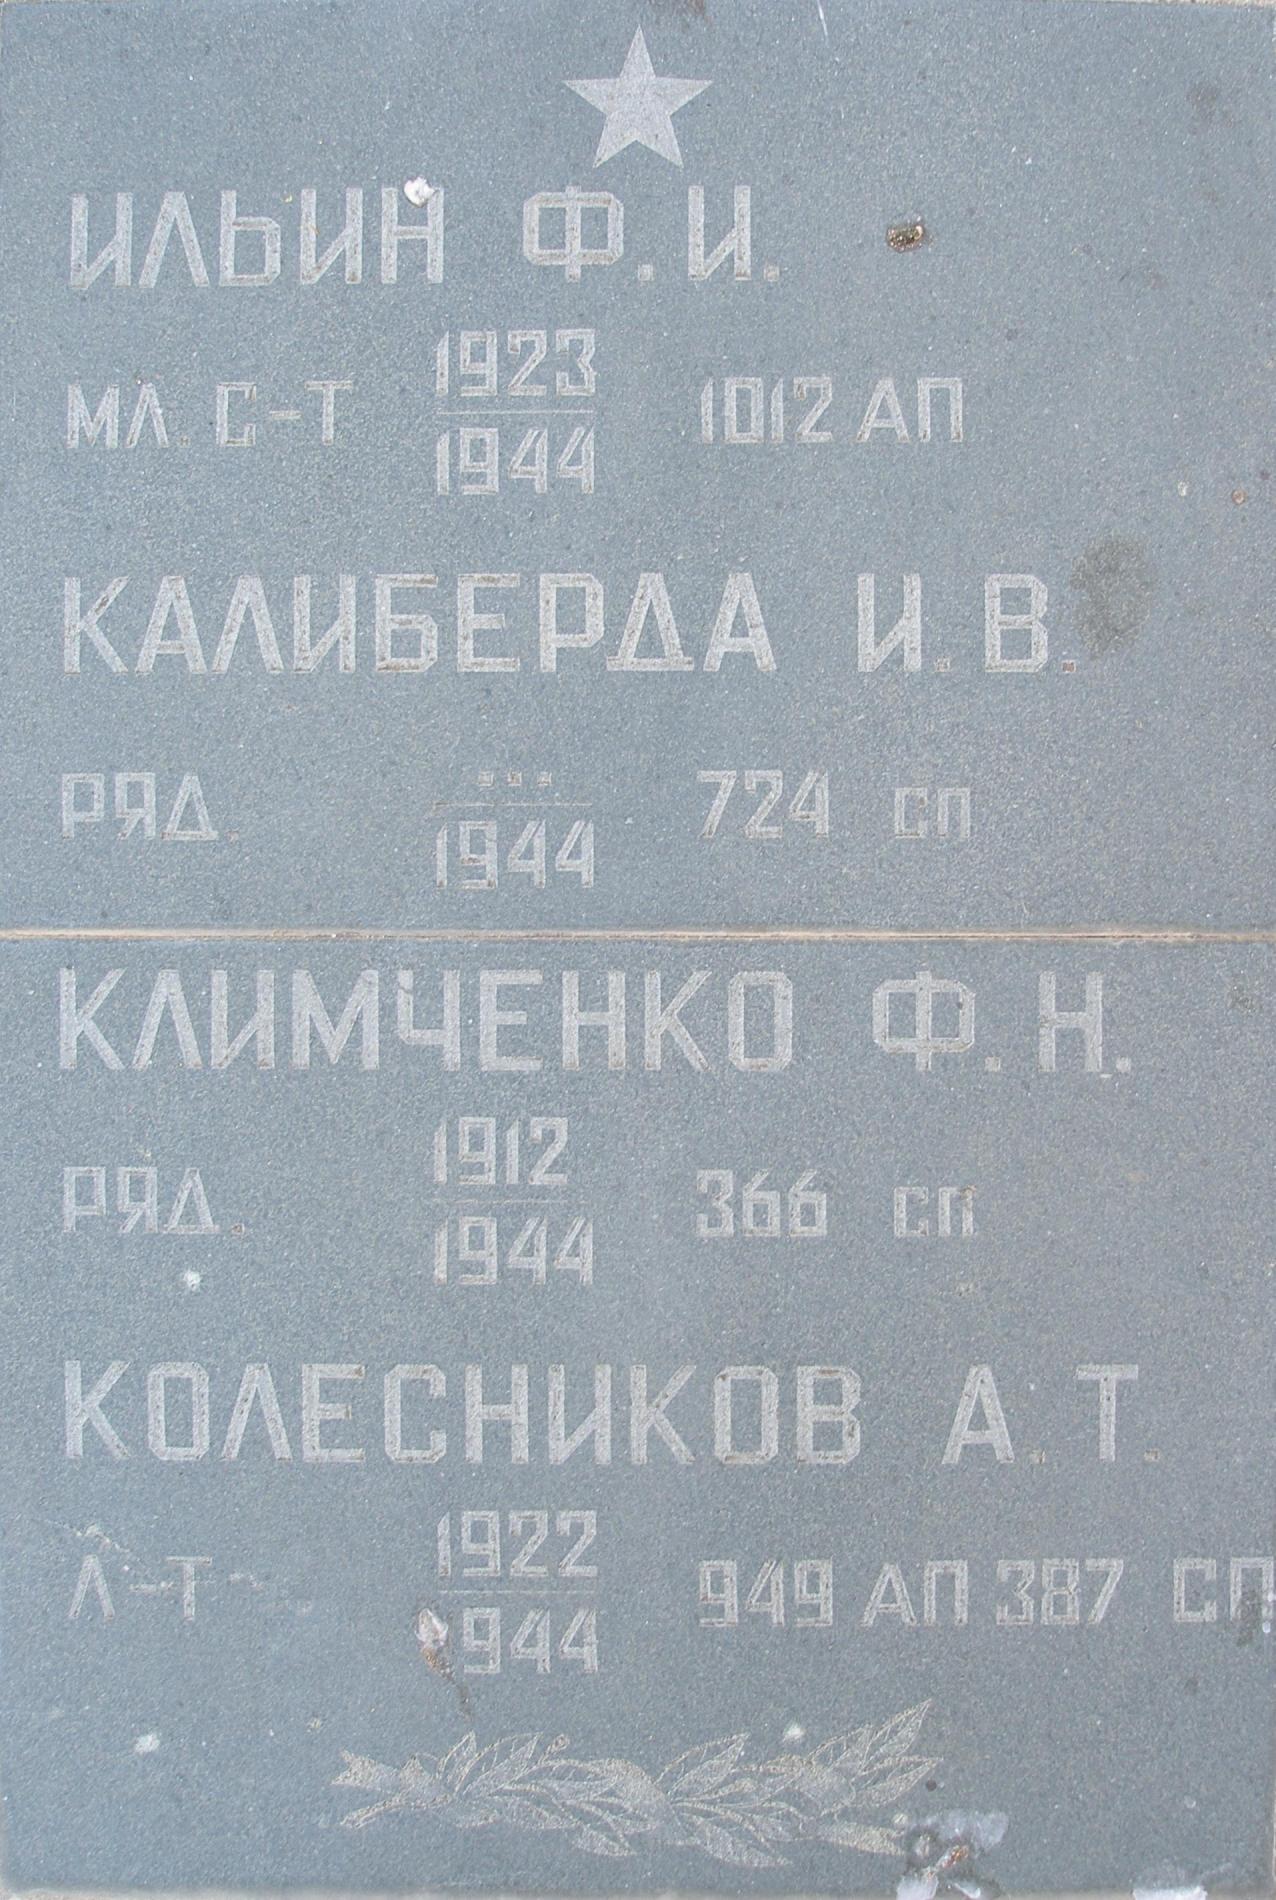 ИЛЬИН Ф.И.
1923
МЛ. С-Т 1012 АП
1944
КАЛИБЕРДА И.В.
...
РЯД. 724 СП
1944
КЛИМЧЕНКО Ф.Н.
1912
РЯД. 366 СП
1944
КОЛЕСНИКОВ А.Т.
1922
Л-Т 949 АП 387 СП
1944